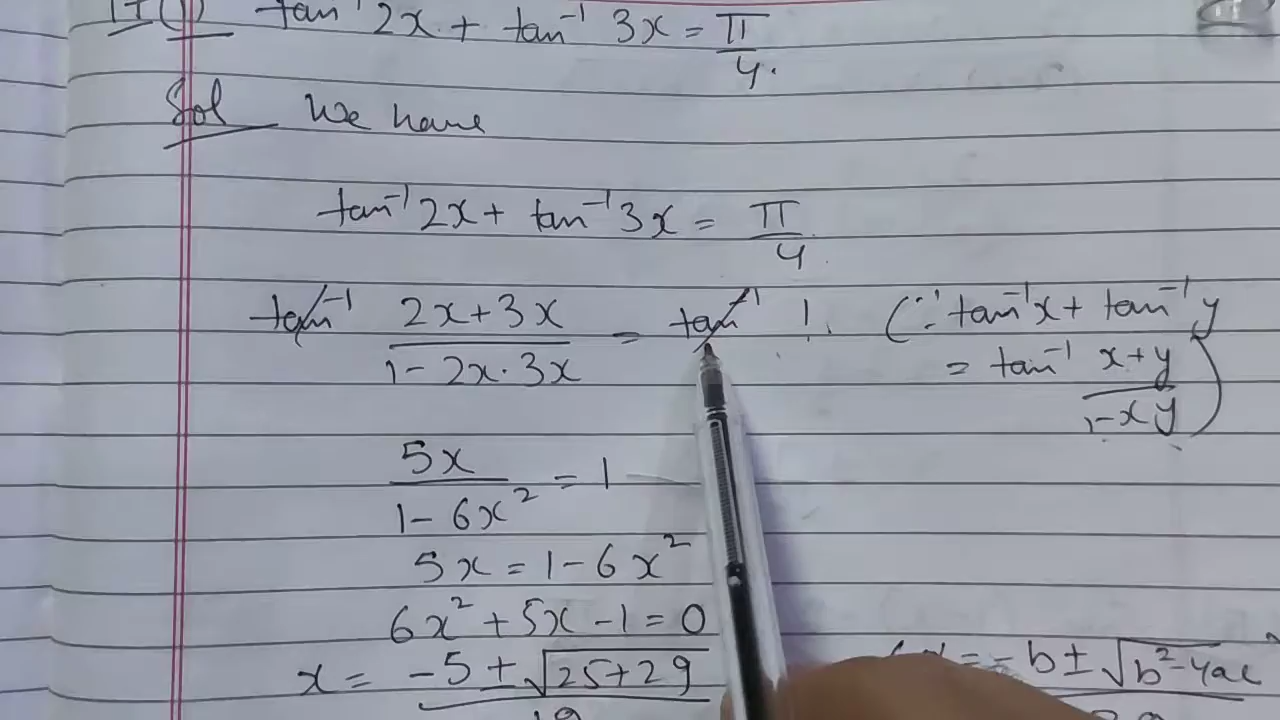 17(i) tan⁻¹ 2x + tan⁻¹ 3x = π/4.
Sol We have
tan⁻¹ 2x + tan⁻¹ 3x = π/4
tan⁻¹ (2x+3x)/(1-2x·3x) = tan⁻¹ 1. (∵ tan⁻¹x + tan⁻¹y
= tan⁻¹ (x+y)/(1-xy))
5x/(1-6x²) = 1
5x = 1-6x²
6x²+5x-1=0
x = (-5 ± √(25+29))/
= -b ± √(b²-4ac)